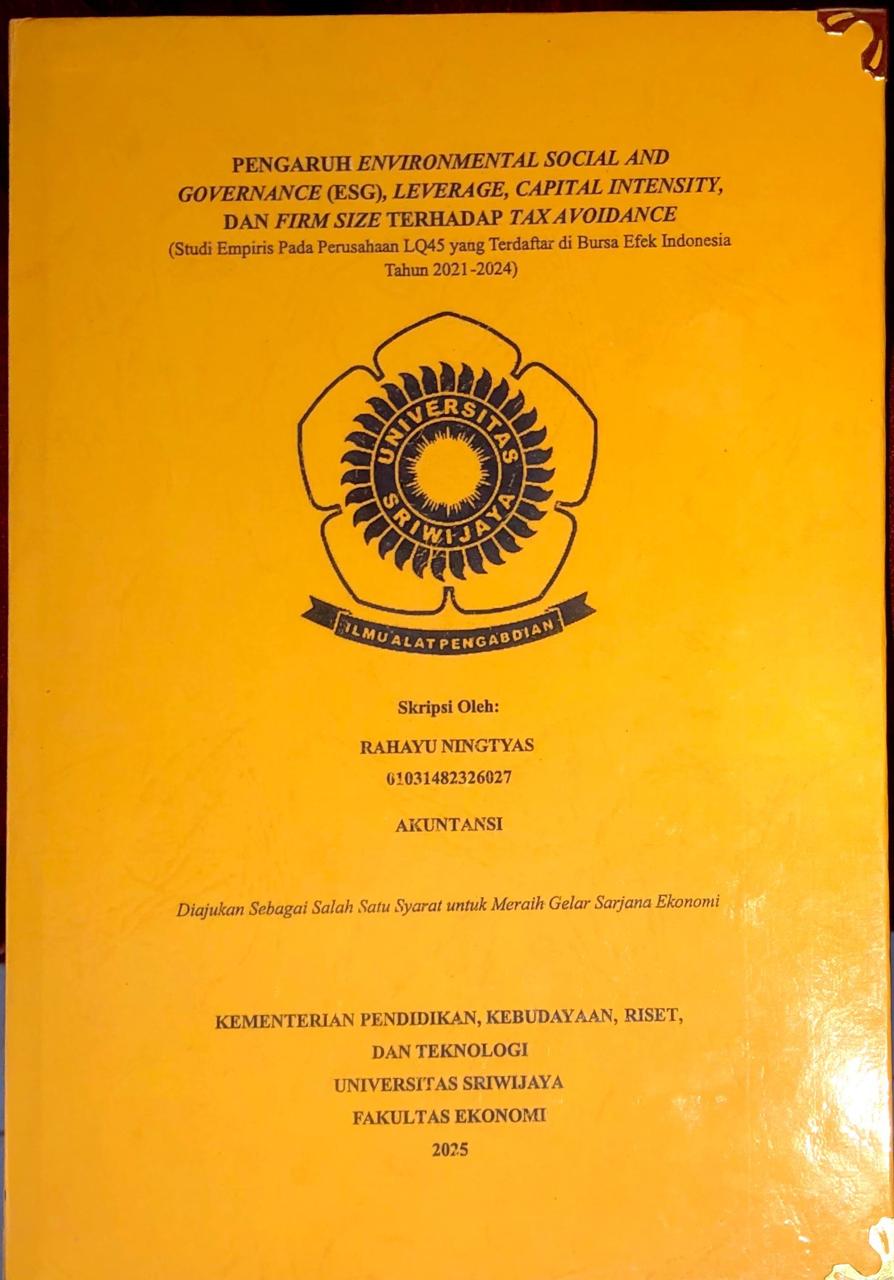 PENGARUH ENVIRONMENTAL SOCIAL AND
GOVERNANCE (ESG), LEVERAGE, CAPITAL INTENSITY,
DAN FIRM SIZE TERHADAP TAX AVOIDANCE
(Studi Empiris Pada Perusahaan LQ45 yang Terdaftar di Bursa Efek Indonesia
Tahun 2021-2024)
UNIVERSITAS
SRIWIJAYA
ILMU ALAT PENGABDIAN
Skripsi Oleh:
RAHAYU NINGTYAS
01031482326027
AKUNTANSI
Diajukan Sebagai Salah Satu Syarat untuk Meraih Gelar Sarjana Ekonomi
KEMENTERIAN PENDIDIKAN, KEBUDAYAAN, RISET,
DAN TEKNOLOGI
UNIVERSITAS SRIWIJAYA
FAKULTAS EKONOMI
2025